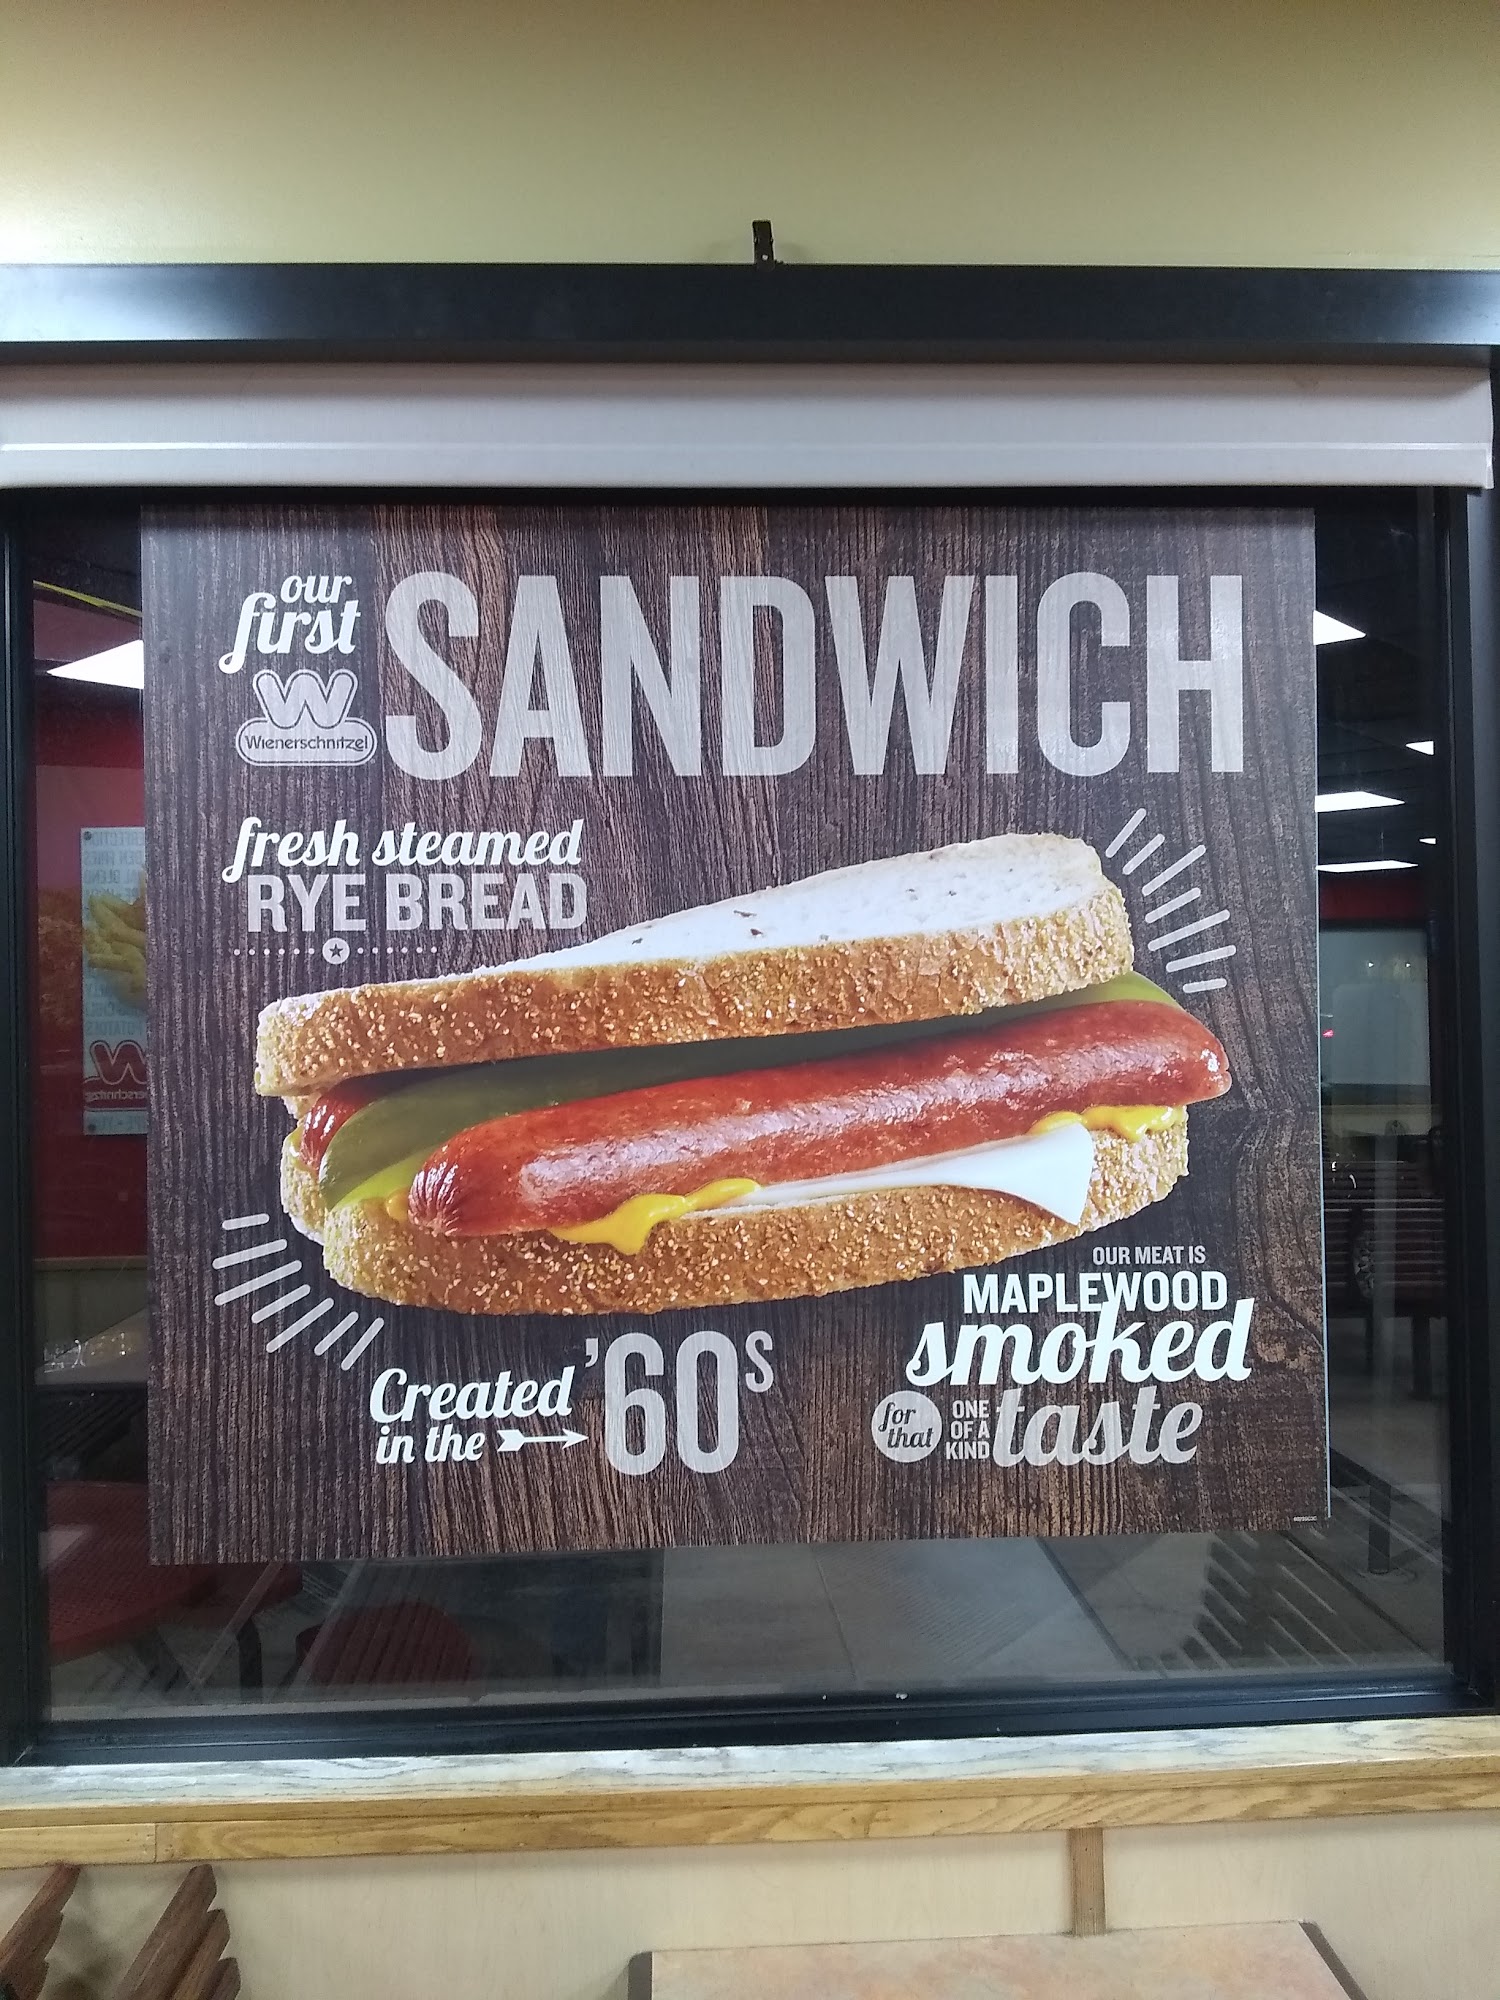 our
first
W
Wienerschnitzel
SANDWICH
fresh steamed
RYE BREAD
OUR MEAT IS
MAPLEWOOD
smoked
for
that
ONE
OF A
KIND
taste
Created
in the
'60s